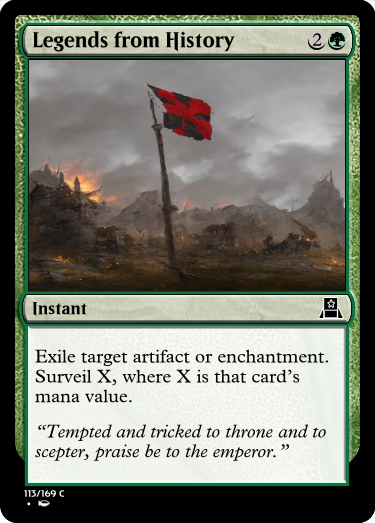 Legends from History 2
Instant
Exile target artifact or enchantment.
Surveil X, where X is that card's
mana value.
"Tempted and tricked to throne and to
scepter, praise be to the emperor."
113/169 C